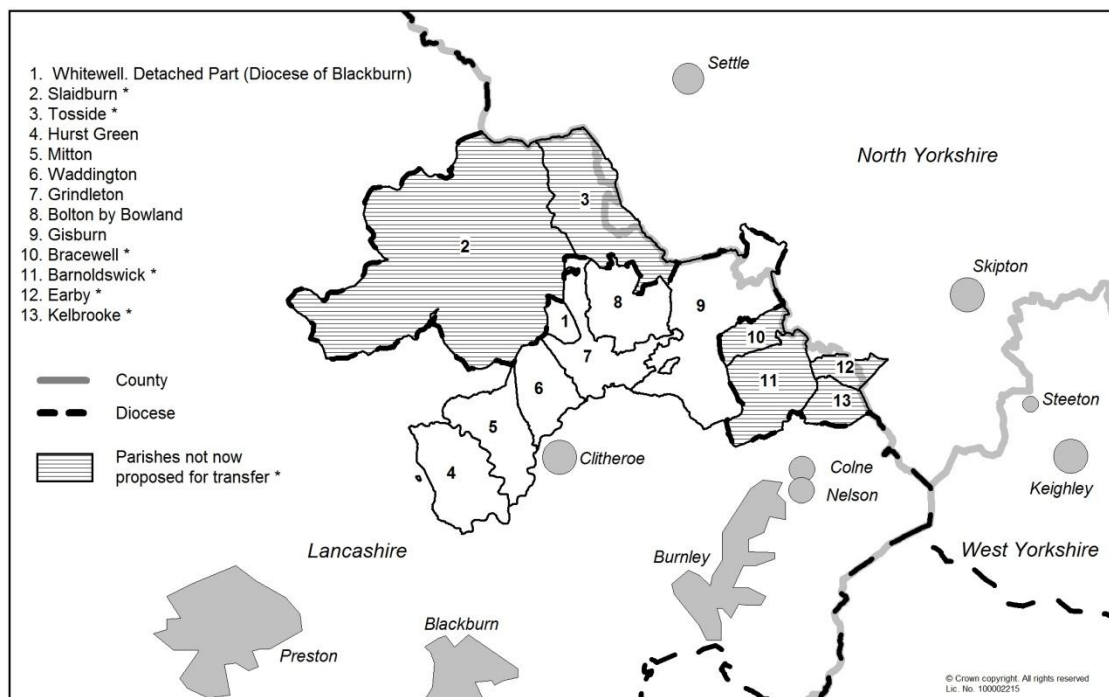 1. Whitewell. Detached Part (Diocese of Blackburn)
2. Slaidburn *
3. Tosside *
4. Hurst Green
5. Mitton
6. Waddington
7. Grindleton
8. Bolton by Bowland
9. Gisburn
10. Bracewell *
11. Barnoldswick *
12. Earby *
13. Kelbrooke *
County
Diocese
Parishes not now
proposed for transfer *
Settle
North Yorkshire
3
2
Skipton
8
9
1
10
7
12
11
Steeton
6
13
5
Clitheroe
Colne
4
Nelson
Keighley
Lancashire
Burnley
West Yorkshire
Blackburn
Preston
© Crown copyright. All rights reserved
Lic. No. 100002215